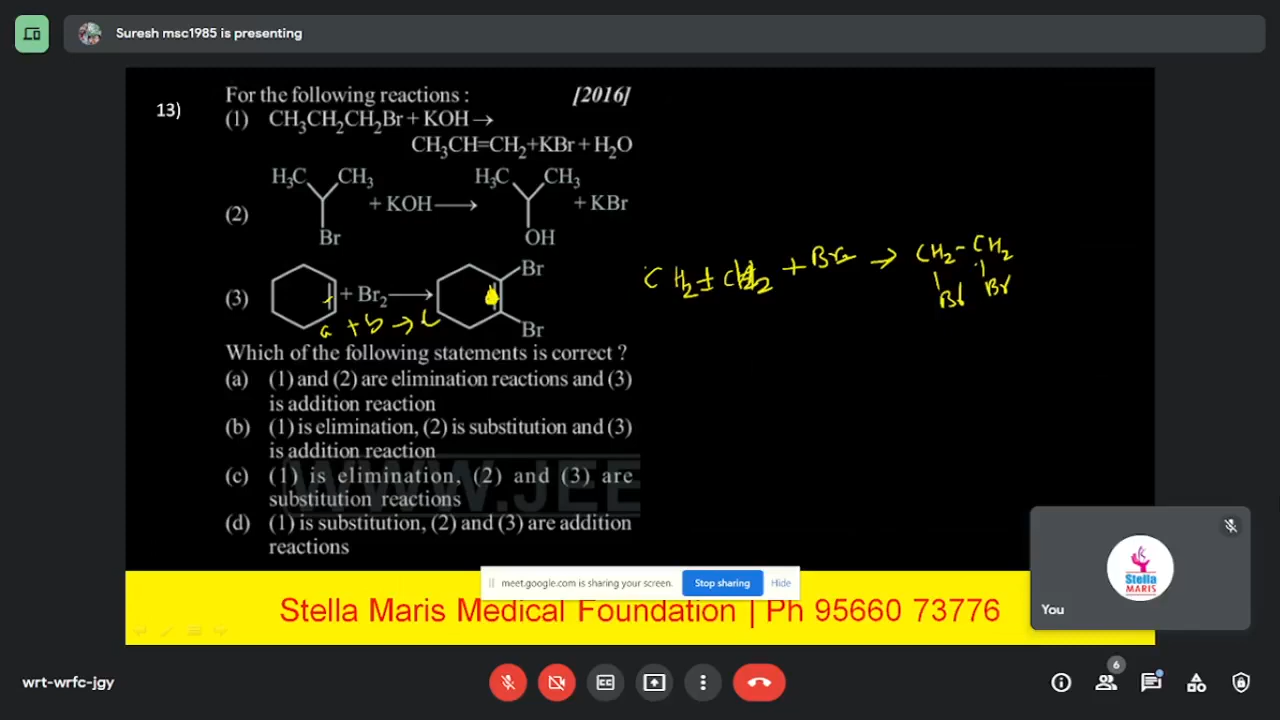 Suresh msc1985 is presenting
13)
For the following reactions : [2016]
(1) CH₃CH₂CH₂Br + KOH →
CH₃CH=CH₂+KBr + H₂O
H₃C CH₃ H₃C CH₃
(2) + KOH → + KBr
Br OH
Br
(3) + Br₂ →
Br
a + b →
CH₂ = CH₂ + Br₂ → CH₂ – CH₂
Br Br
Which of the following statements is correct ?
(a) (1) and (2) are elimination reactions and (3)
is addition reaction
(b) (1) is elimination, (2) is substitution and (3)
is addition reaction
(c) (1) is elimination, (2) and (3) are
substitution reactions
(d) (1) is substitution, (2) and (3) are addition
reactions
WWW.JEE
meet.google.com is sharing your screen. Stop sharing Hide
Stella Maris Medical Foundation | Ph 95660 73776
Stella
MARIS
You
wrt-wrfc-jgy
6